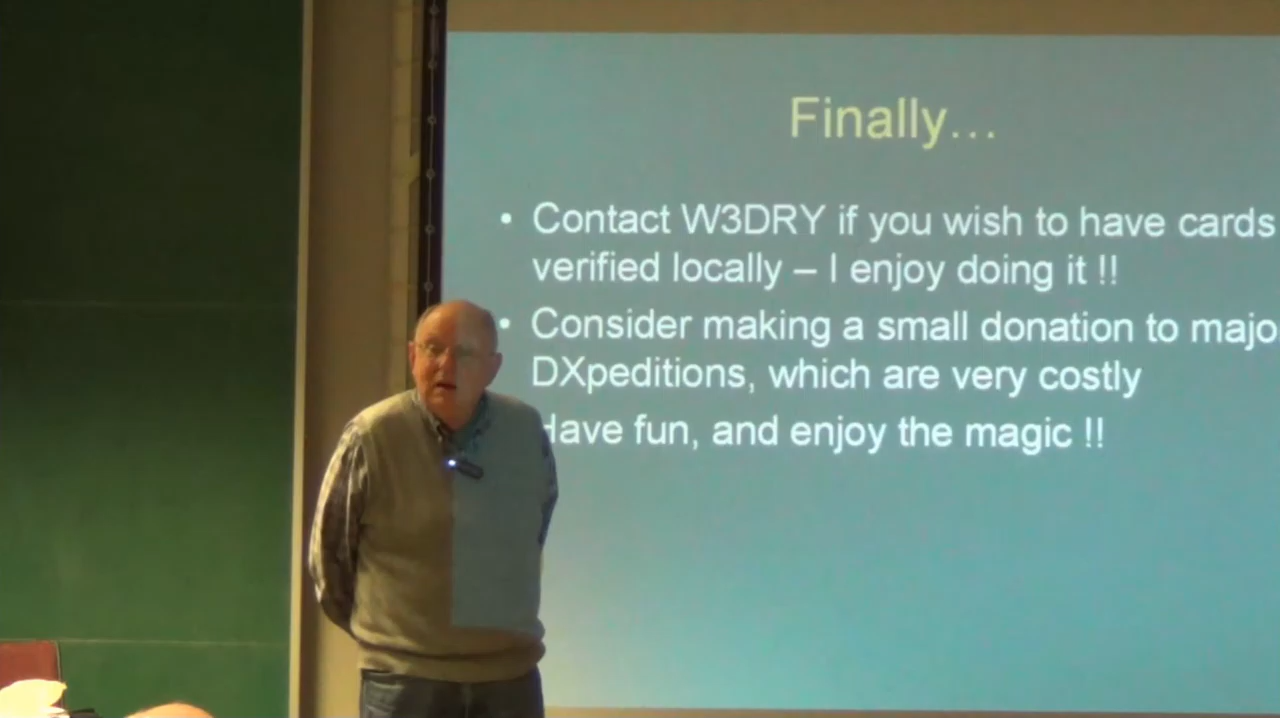 Finally…
• Contact W3DRY if you wish to have cards
verified locally – I enjoy doing it !!
• Consider making a small donation to majo
DXpeditions, which are very costly
Have fun, and enjoy the magic !!